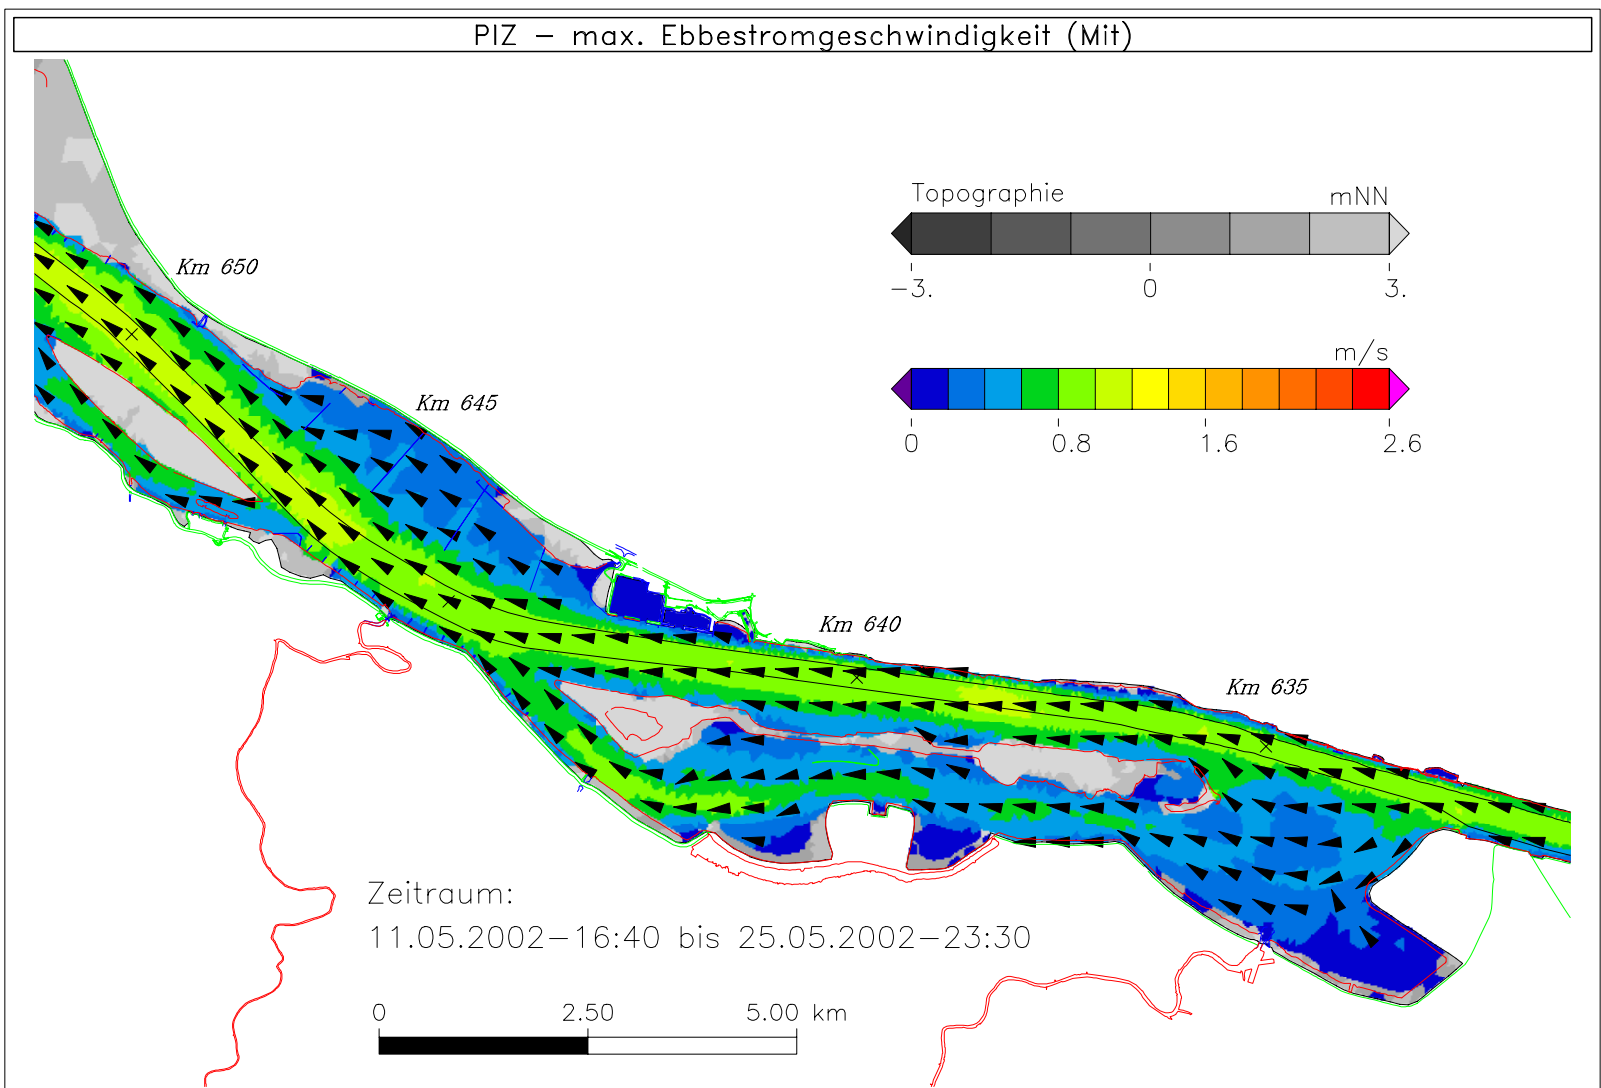 PIZ – max. Ebbestromgeschwindigkeit (Mit)
Topographie mNN
−3. 0 3.
Km 650
m/s
Km 645
0 0.8 1.6 2.6
Km 640
Km 635
Zeitraum:
11.05.2002−16:40 bis 25.05.2002−23:30
0 2.50 5.00 km